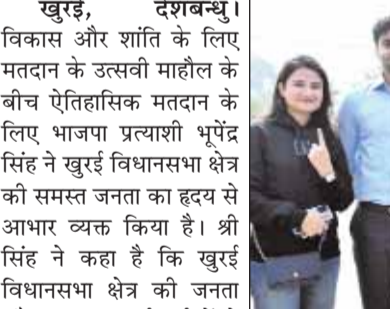 खुरई, देशबन्धु।
विकास और शांति के लिए
मतदान के उत्सवी माहौल के
बीच ऐतिहासिक मतदान के
लिए भाजपा प्रत्याशी भूपेंद्र
सिंह ने खुरई विधानसभा क्षेत्र
की समस्त जनता का हृदय से
आभार व्यक्त किया है। श्री
सिंह ने कहा है कि खुरई
विधानसभा क्षेत्र की जनता